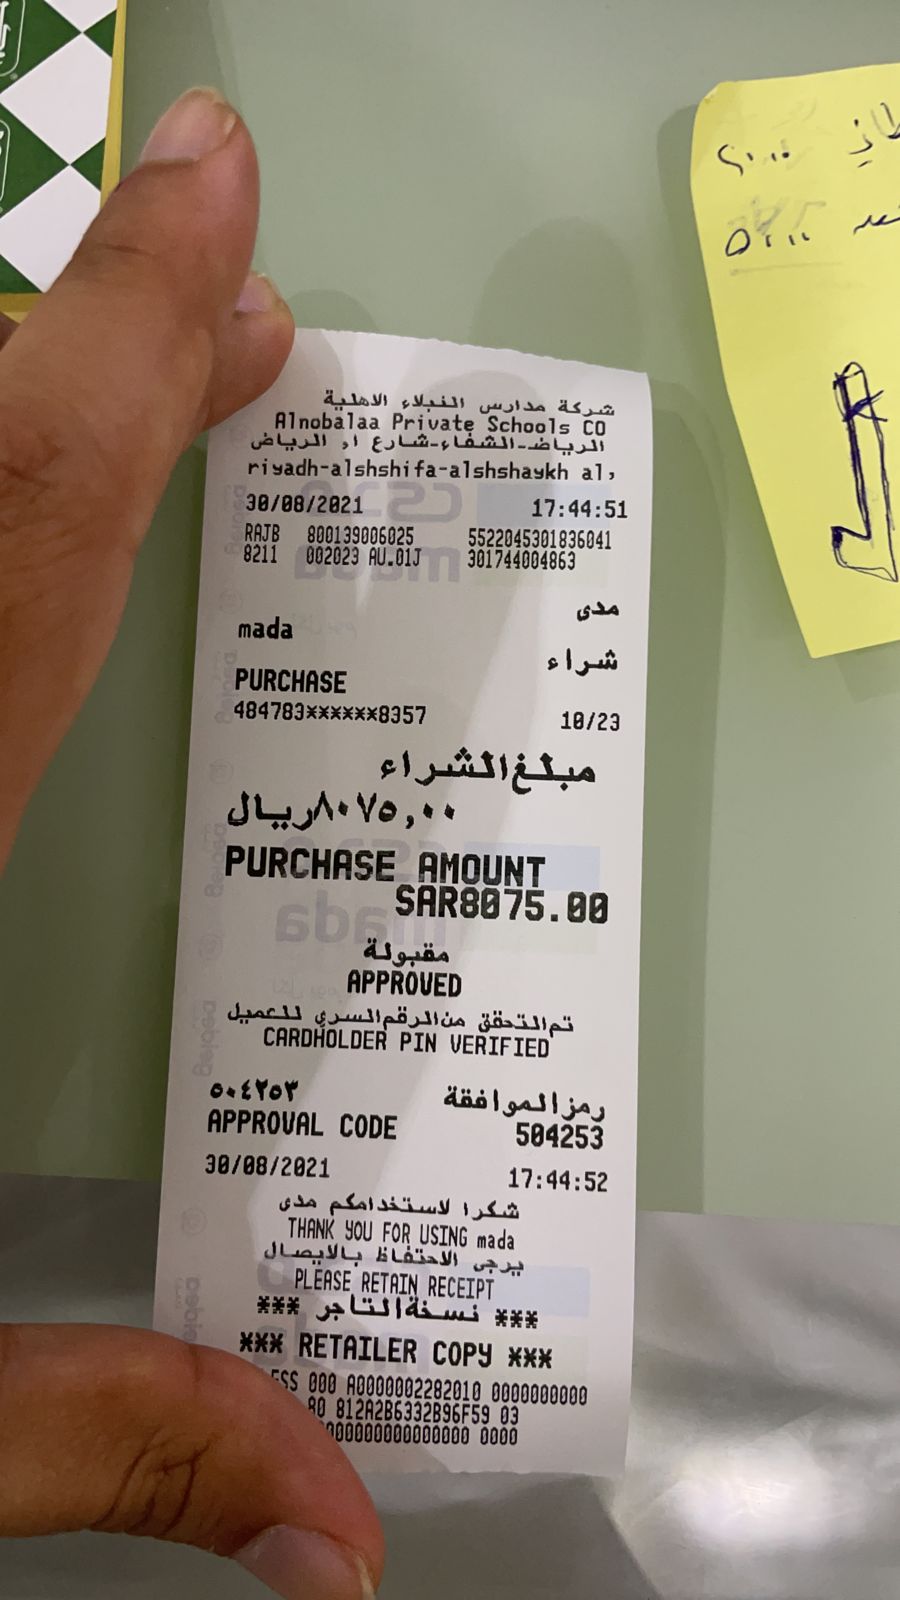 شركة مدارس النبلاء الاهلية
Alnobalaa Private Schools CO
الرياض-الشفاء-شارع ا, الرياض
riyadh-alshshifa-alshshaykh al,
30/08/2021 17:44:51
RAJB 800139006025 5522045301836041
8211 002023 AU.01J 301744004863
مدى
mada
شراء
PURCHASE
484783******8357 10/23
مبلغ الشراء
٨٠٧٥,٠٠ ريال
PURCHASE AMOUNT
SAR8075.00
مقبولة
APPROVED
تم التحقق من الرقم السري للعميل
CARDHOLDER PIN VERIFIED
رمز الموافقة ٥٠٤٢٥٣
APPROVAL CODE 504253
30/08/2021 17:44:52
شكرا لاستخدامكم مدى
THANK YOU FOR USING mada
يرجى الاحتفاظ بالايصال
PLEASE RETAIN RECEIPT
*** نسخة التاجر ***
*** RETAILER COPY ***
000 A0000002282010 0000000000
80 812A2B6332B96F59 03
0000